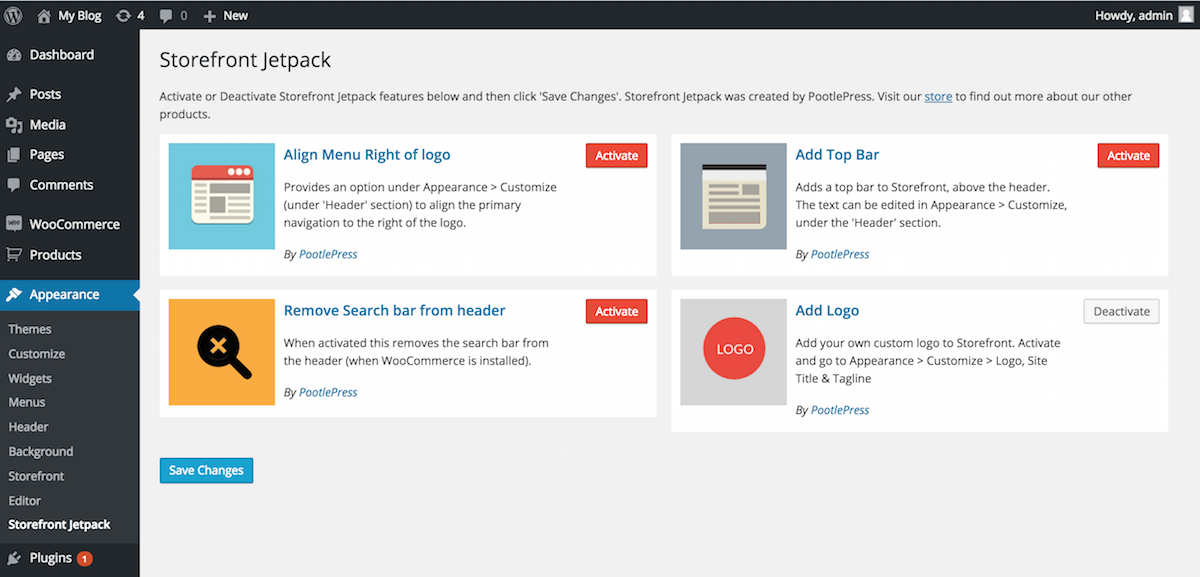 My Blog 4 0 New Howdy, admin
Dashboard
Posts
Media
Pages
Comments
WooCommerce
Products
Appearance
Themes
Customize
Widgets
Menus
Header
Background
Storefront
Editor
Storefront Jetpack
Plugins 1
Storefront Jetpack
Activate or Deactivate Storefront Jetpack features below and then click 'Save Changes'. Storefront Jetpack was created by PootlePress. Visit our store to find out more about our other
products.
Align Menu Right of logo
Activate
Provides an option under Appearance > Customize
(under 'Header' section) to align the primary
navigation to the right of the logo.
By PootlePress
Add Top Bar
Activate
Adds a top bar to Storefront, above the header.
The text can be edited in Appearance > Customize,
under the 'Header' section.
By PootlePress
Remove Search bar from header
Activate
When activated this removes the search bar from
the header (when WooCommerce is installed).
By PootlePress
LOGO
Add Logo
Deactivate
Add your own custom logo to Storefront. Activate
and go to Appearance > Customize > Logo, Site
Title & Tagline
By PootlePress
Save Changes